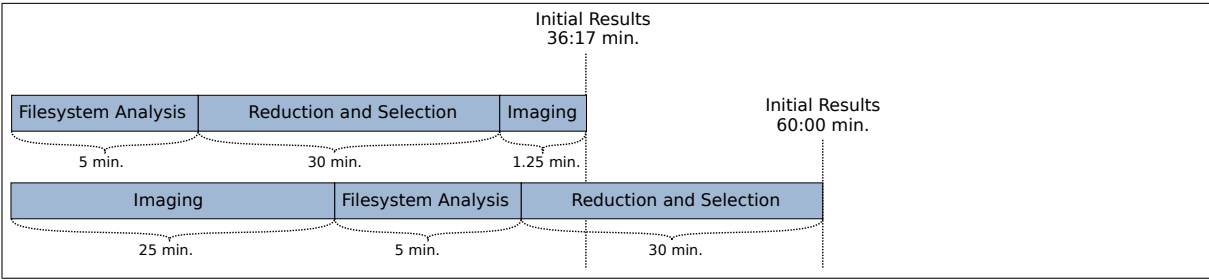 Initial Results
36:17 min.
Initial Results
60:00 min.
Filesystem Analysis
Reduction and Selection
Imaging
5 min.
30 min.
1.25 min.
Imaging
Filesystem Analysis
Reduction and Selection
25 min.
5 min.
30 min.